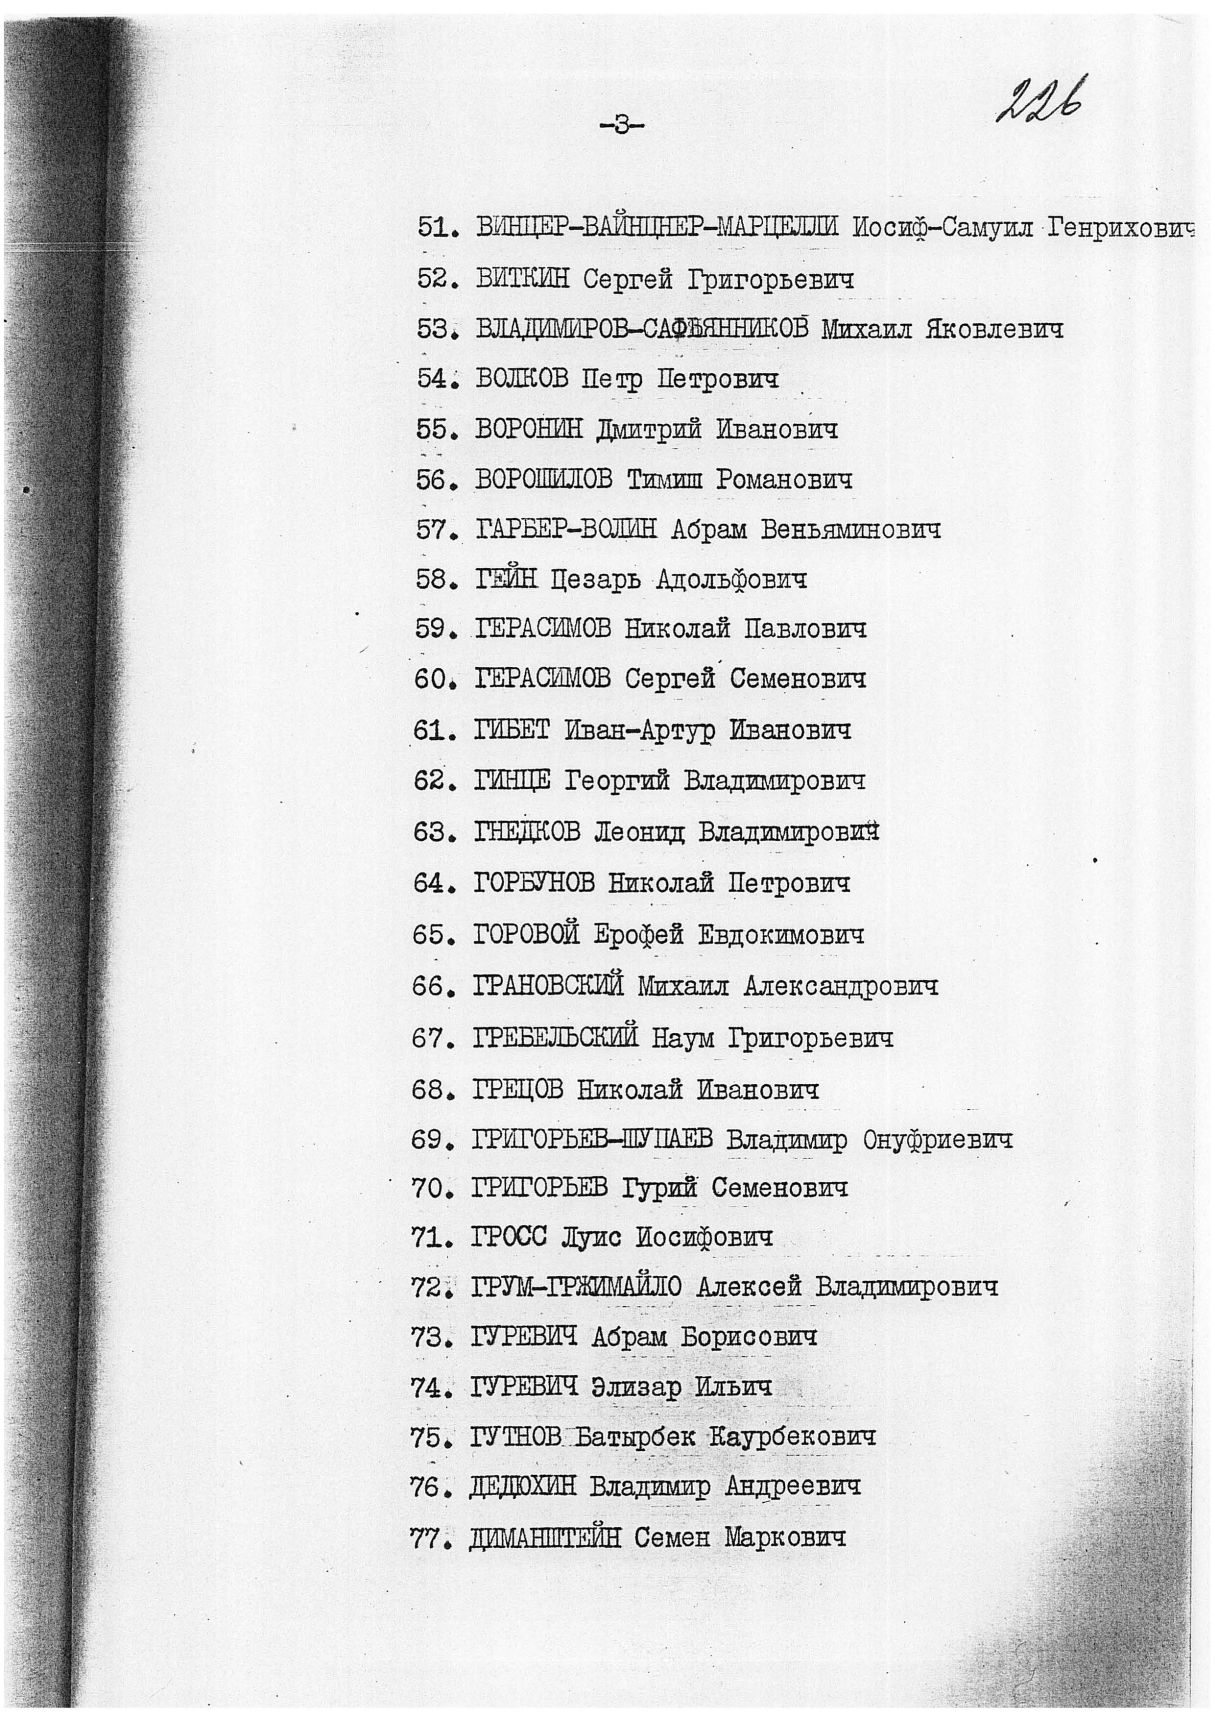 226
-3-
51. ВИНЦЕР-ВАЙНЦНЕР-МАРЦЕЛЛИ Иосиф-Самуил Генрихович
52. ВИТКИН Сергей Григорьевич
53. ВЛАДИМИРОВ-САФЬЯННИКОВ Михаил Яковлевич
54. ВОЛКОВ Петр Петрович
55. ВОРОНИН Дмитрий Иванович
56. ВОРОШИЛОВ Тимиш Романович
57. ГАРБЕР-ВОЛИН Абрам Веньяминович
58. ГЕЙН Цезарь Адольфович
59. ГЕРАСИМОВ Николай Павлович
60. ГЕРАСИМОВ Сергей Семенович
61. ГИБЕТ Иван-Артур Иванович
62. ГИНЦЕ Георгий Владимирович
63. ГНЕДКОВ Леонид Владимирович
64. ГОРБУНОВ Николай Петрович
65. ГОРОВОЙ Ерофей Евдокимович
66. ГРАНОВСКИЙ Михаил Александрович
67. ГРЕБЕЛЬСКИЙ Наум Григорьевич
68. ГРЕЦОВ Николай Иванович
69. ГРИГОРЬЕВ-ШУПАЕВ Владимир Онуфриевич
70. ГРИГОРЬЕВ Гурий Семенович
71. ГРОСС Луис Иосифович
72. ГРУМ-ГРЖИМАЙЛО Алексей Владимирович
73. ГУРЕВИЧ Абрам Борисович
74. ГУРЕВИЧ Элизар Ильич
75. ГУТНОВ Батырбек Каурбекович
76. ДЕДЮХИН Владимир Андреевич
77. ДИМАНШТЕЙН Семен Маркович